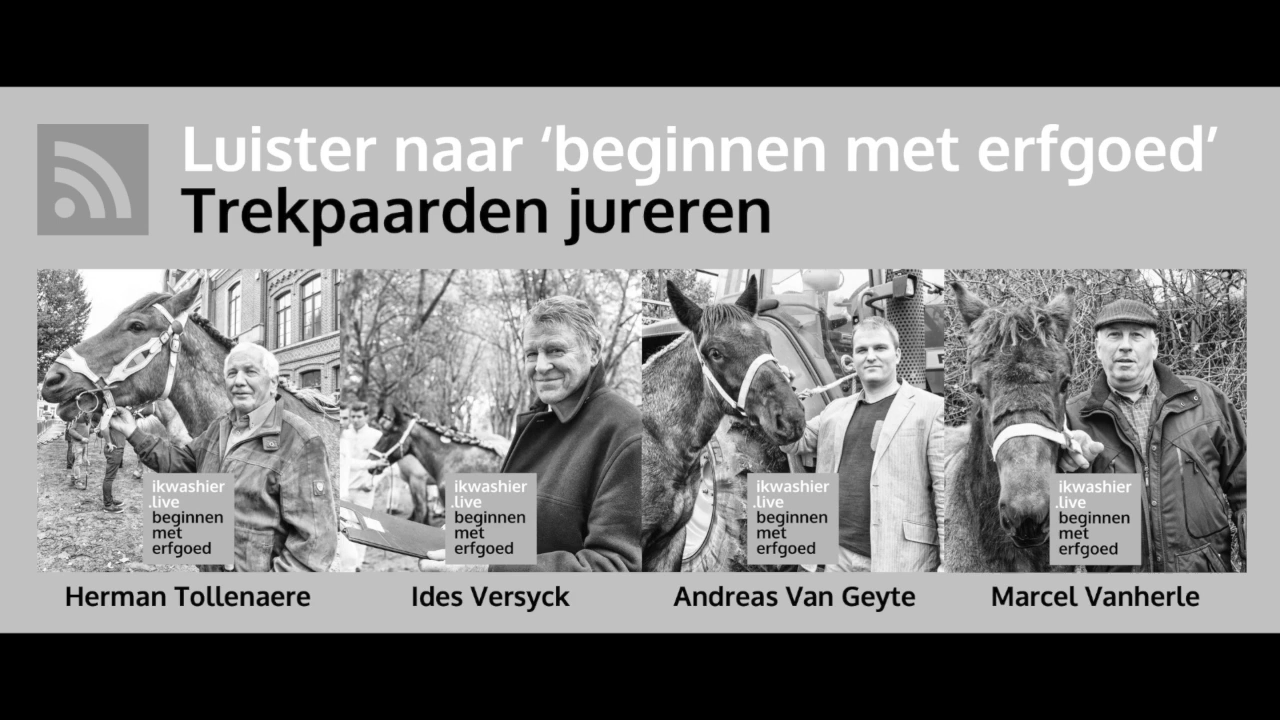 Luister naar ‘beginnen met erfgoed’
Trekpaarden jureren
ikwashier
.live
beginnen
met
erfgoed
ikwashier
.live
beginnen
met
erfgoed
ikwashier
.live
beginnen
met
erfgoed
ikwashier
.live
beginnen
met
erfgoed
Herman Tollenaere
Ides Versyck
Andreas Van Geyte
Marcel Vanherle